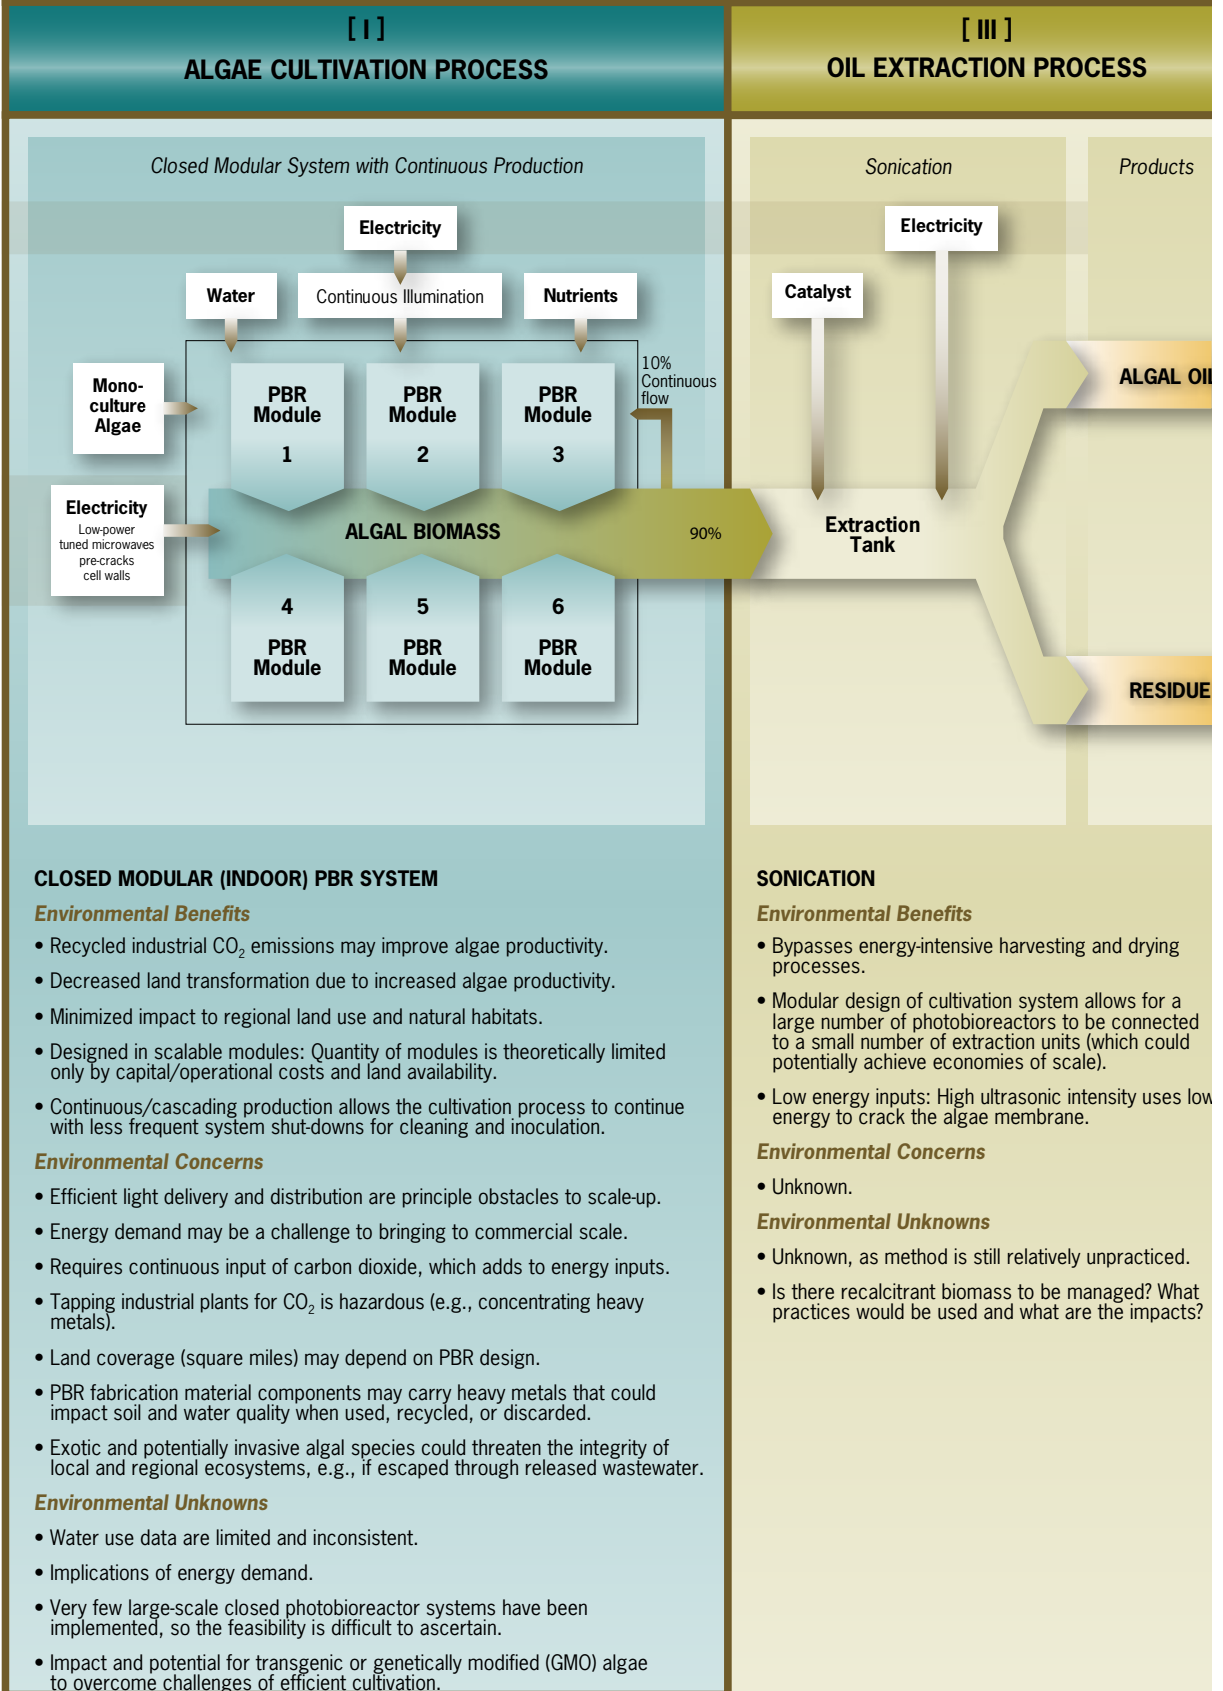 [ I ]
ALGAE CULTIVATION PROCESS
Closed Modular System with Continuous Production
Electricity
Water
Continuous Illumination
Nutrients
Mono-
culture
Algae
PBR
Module
1
PBR
Module
2
PBR
Module
3
10%
Continuous
flow
Electricity
Low-power
tuned microwaves
pre-cracks
cell walls
ALGAL BIOMASS
90%
4
PBR
Module
5
PBR
Module
6
PBR
Module
CLOSED MODULAR (INDOOR) PBR SYSTEM
Environmental Benefits
• Recycled industrial CO₂ emissions may improve algae productivity.
• Decreased land transformation due to increased algae productivity.
• Minimized impact to regional land use and natural habitats.
• Designed in scalable modules: Quantity of modules is theoretically limited
only by capital/operational costs and land availability.
• Continuous/cascading production allows the cultivation process to continue
with less frequent system shut-downs for cleaning and inoculation.
Environmental Concerns
• Efficient light delivery and distribution are principle obstacles to scale-up.
• Energy demand may be a challenge to bringing to commercial scale.
• Requires continuous input of carbon dioxide, which adds to energy inputs.
• Tapping industrial plants for CO₂ is hazardous (e.g., concentrating heavy
metals).
• Land coverage (square miles) may depend on PBR design.
• PBR fabrication material components may carry heavy metals that could
impact soil and water quality when used, recycled, or discarded.
• Exotic and potentially invasive algal species could threaten the integrity of
local and regional ecosystems, e.g., if escaped through released wastewater.
Environmental Unknowns
• Water use data are limited and inconsistent.
• Implications of energy demand.
• Very few large-scale closed photobioreactor systems have been
implemented, so the feasibility is difficult to ascertain.
• Impact and potential for transgenic or genetically modified (GMO) algae
to overcome challenges of efficient cultivation.
[ III ]
OIL EXTRACTION PROCESS
Sonication
Products
Electricity
Catalyst
Extraction
Tank
ALGAL OIL
RESIDUE
SONICATION
Environmental Benefits
• Bypasses energy-intensive harvesting and drying
processes.
• Modular design of cultivation system allows for a
large number of photobioreactors to be connected
to a small number of extraction units (which could
potentially achieve economies of scale).
• Low energy inputs: High ultrasonic intensity uses low
energy to crack the algae membrane.
Environmental Concerns
• Unknown.
Environmental Unknowns
• Unknown, as method is still relatively unpracticed.
• Is there recalcitrant biomass to be managed? What
practices would be used and what are the impacts?